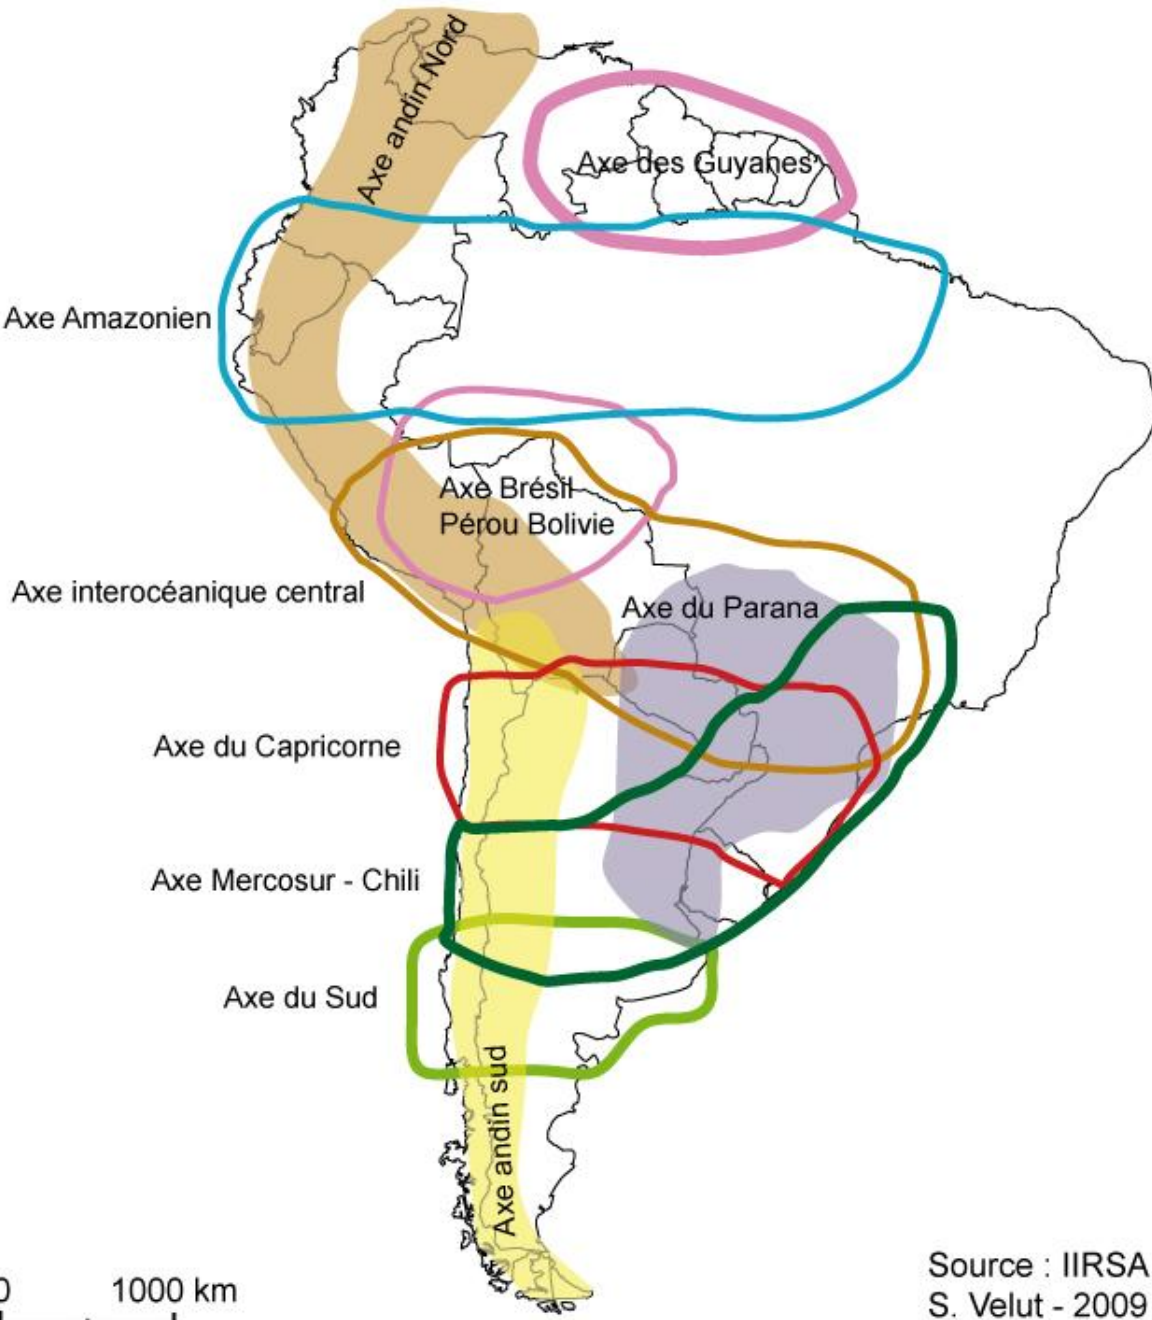 Axe andin Nord
Axe des Guyanes
Axe Amazonien
Axe Brésil
Pérou Bolivie
Axe interocéanique central
Axe du Parana
Axe du Capricorne
Axe Mercosur - Chili
Axe du Sud
Axe andin sud
0 1000 km
Source : IIRSA
S. Velut - 2009